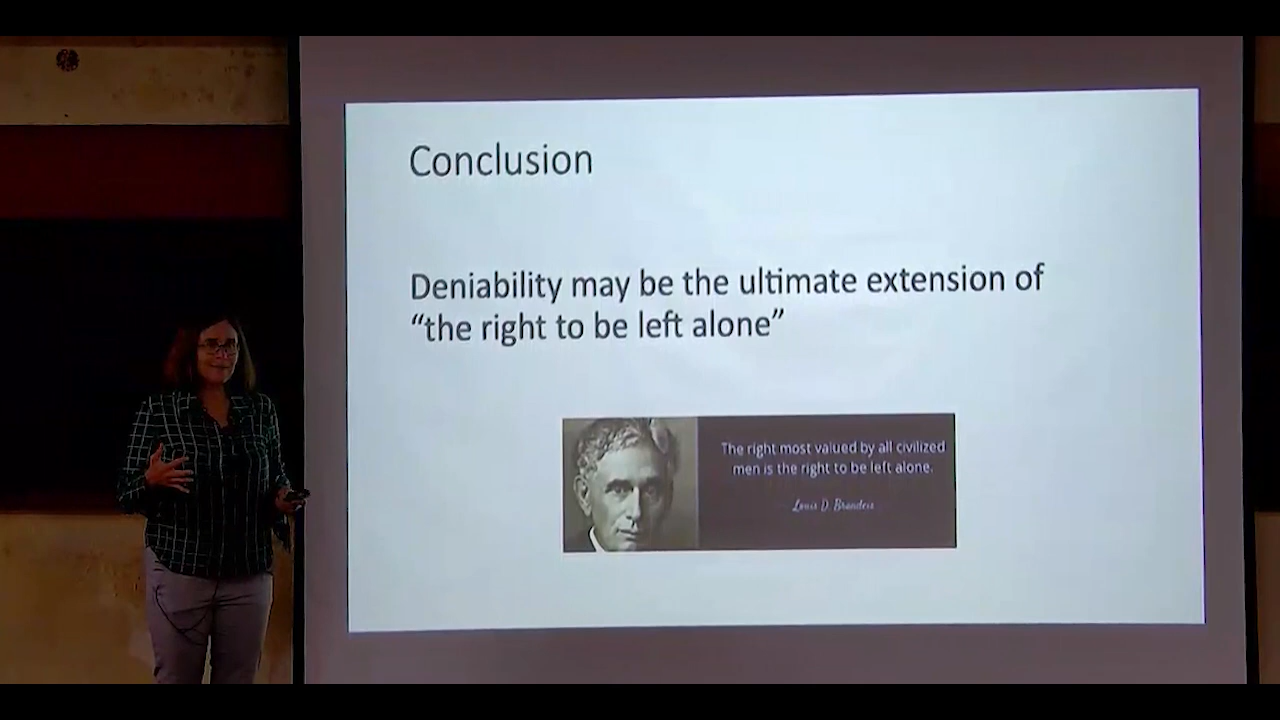 Conclusion
Deniability may be the ultimate extension of
“the right to be left alone”
The right most valued by all civilized
men is the right to be left alone.
Louis D. Brandeis